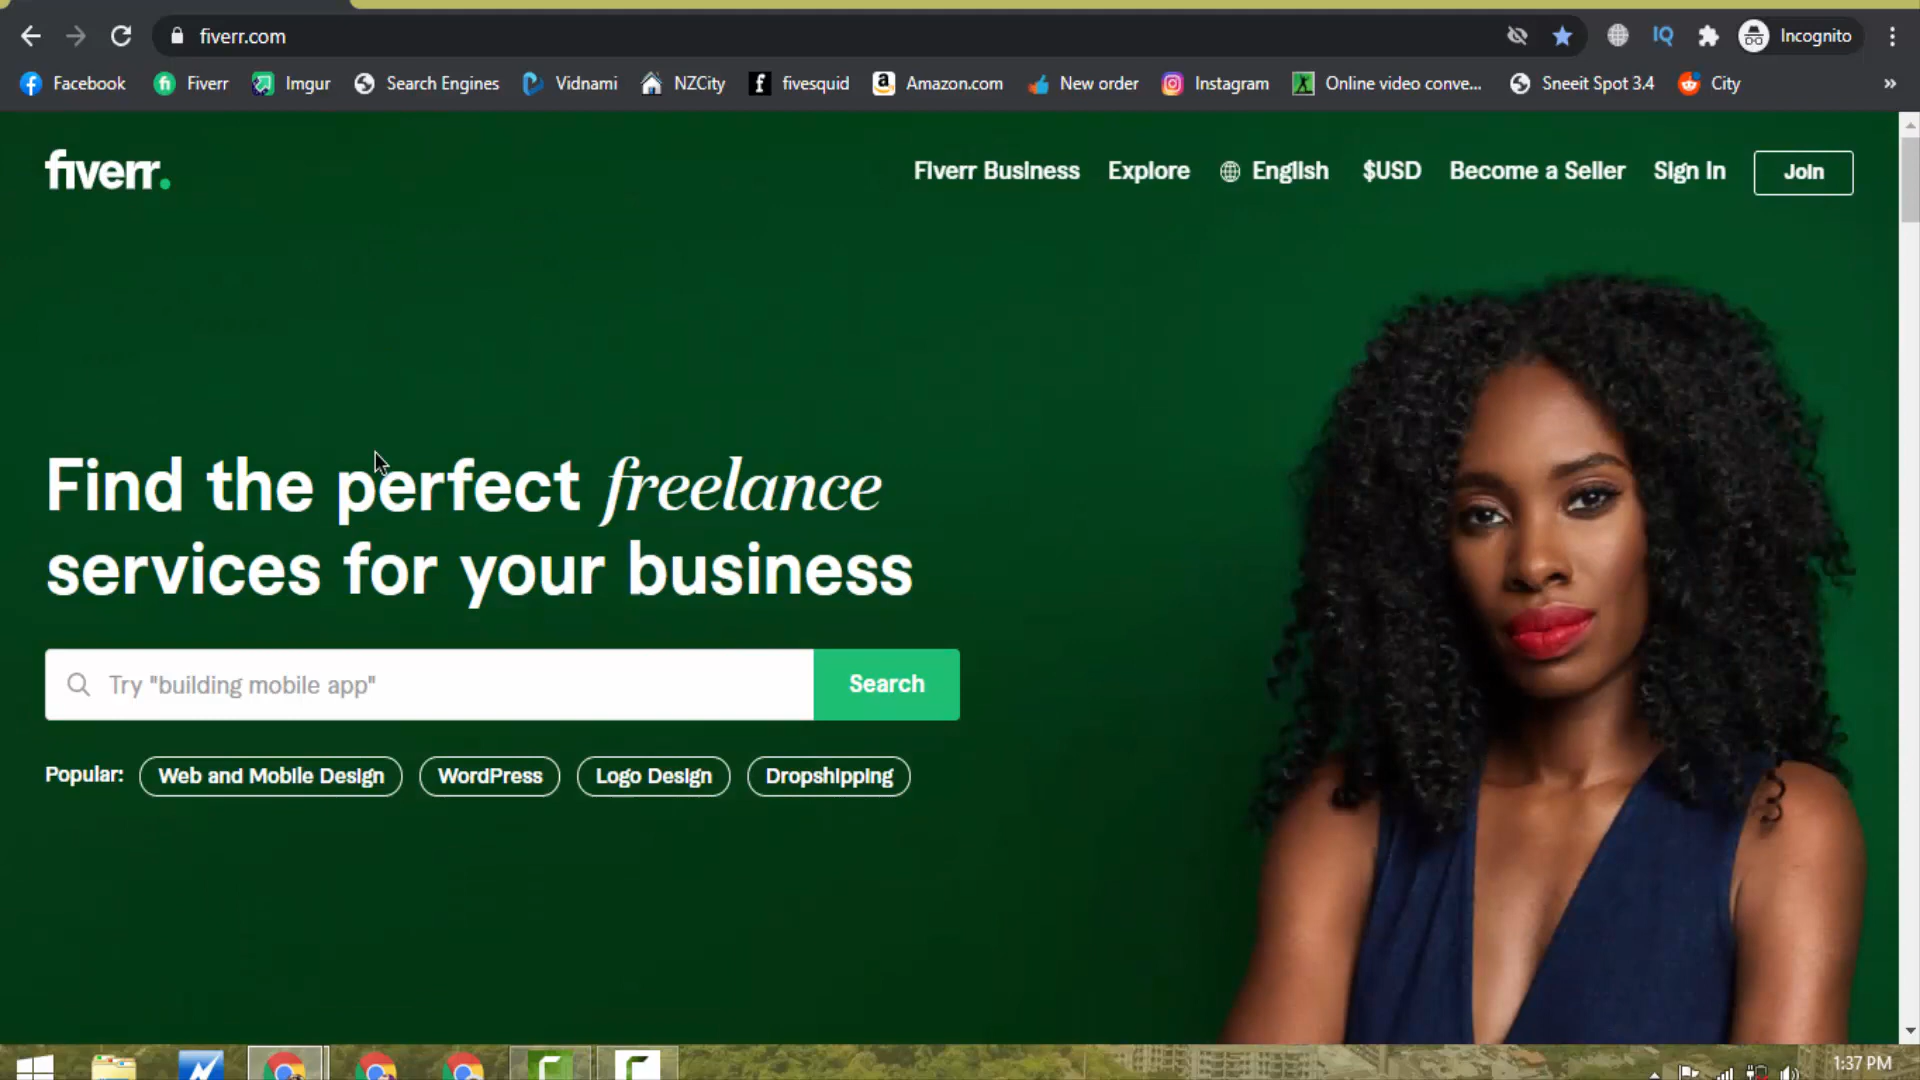 fiverr.com
Incognito
Facebook
Fiverr
Imgur
Search Engines
Vidnami
NZCity
fivesquid
Amazon.com
New order
Instagram
Online video conve...
Sneeit Spot 3.4
City
»
fiverr.
Fiverr Business
Explore
English
$USD
Become a Seller
Sign In
Join
Find the perfect freelance
services for your business
Try "building mobile app"
Search
Popular:
Web and Mobile Design
WordPress
Logo Design
Dropshipping
1:37 PM